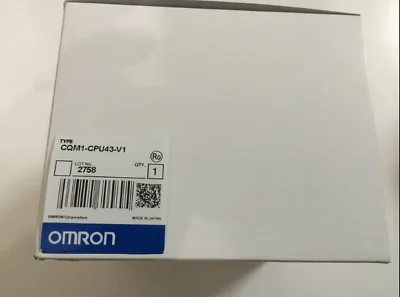 TYPE
CQM1-CPU43-V1
LOT No.
QTY.
2758
1
OMRON Corporation
MADE IN JAPAN
OMRON